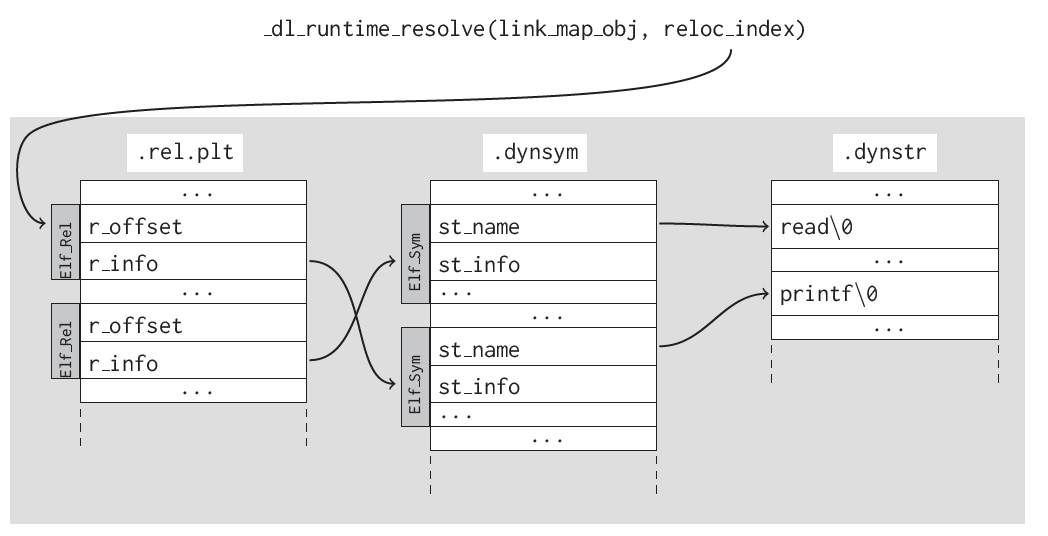 _dl_runtime_resolve(link_map_obj, reloc_index)
.rel.plt
...
Elf_Rel
r_offset
r_info
...
Elf_Rel
r_offset
r_info
...
.dynsym
...
Elf_Sym
st_name
st_info
...
...
Elf_Sym
st_name
st_info
...
...
.dynstr
...
read\0
...
printf\0
...